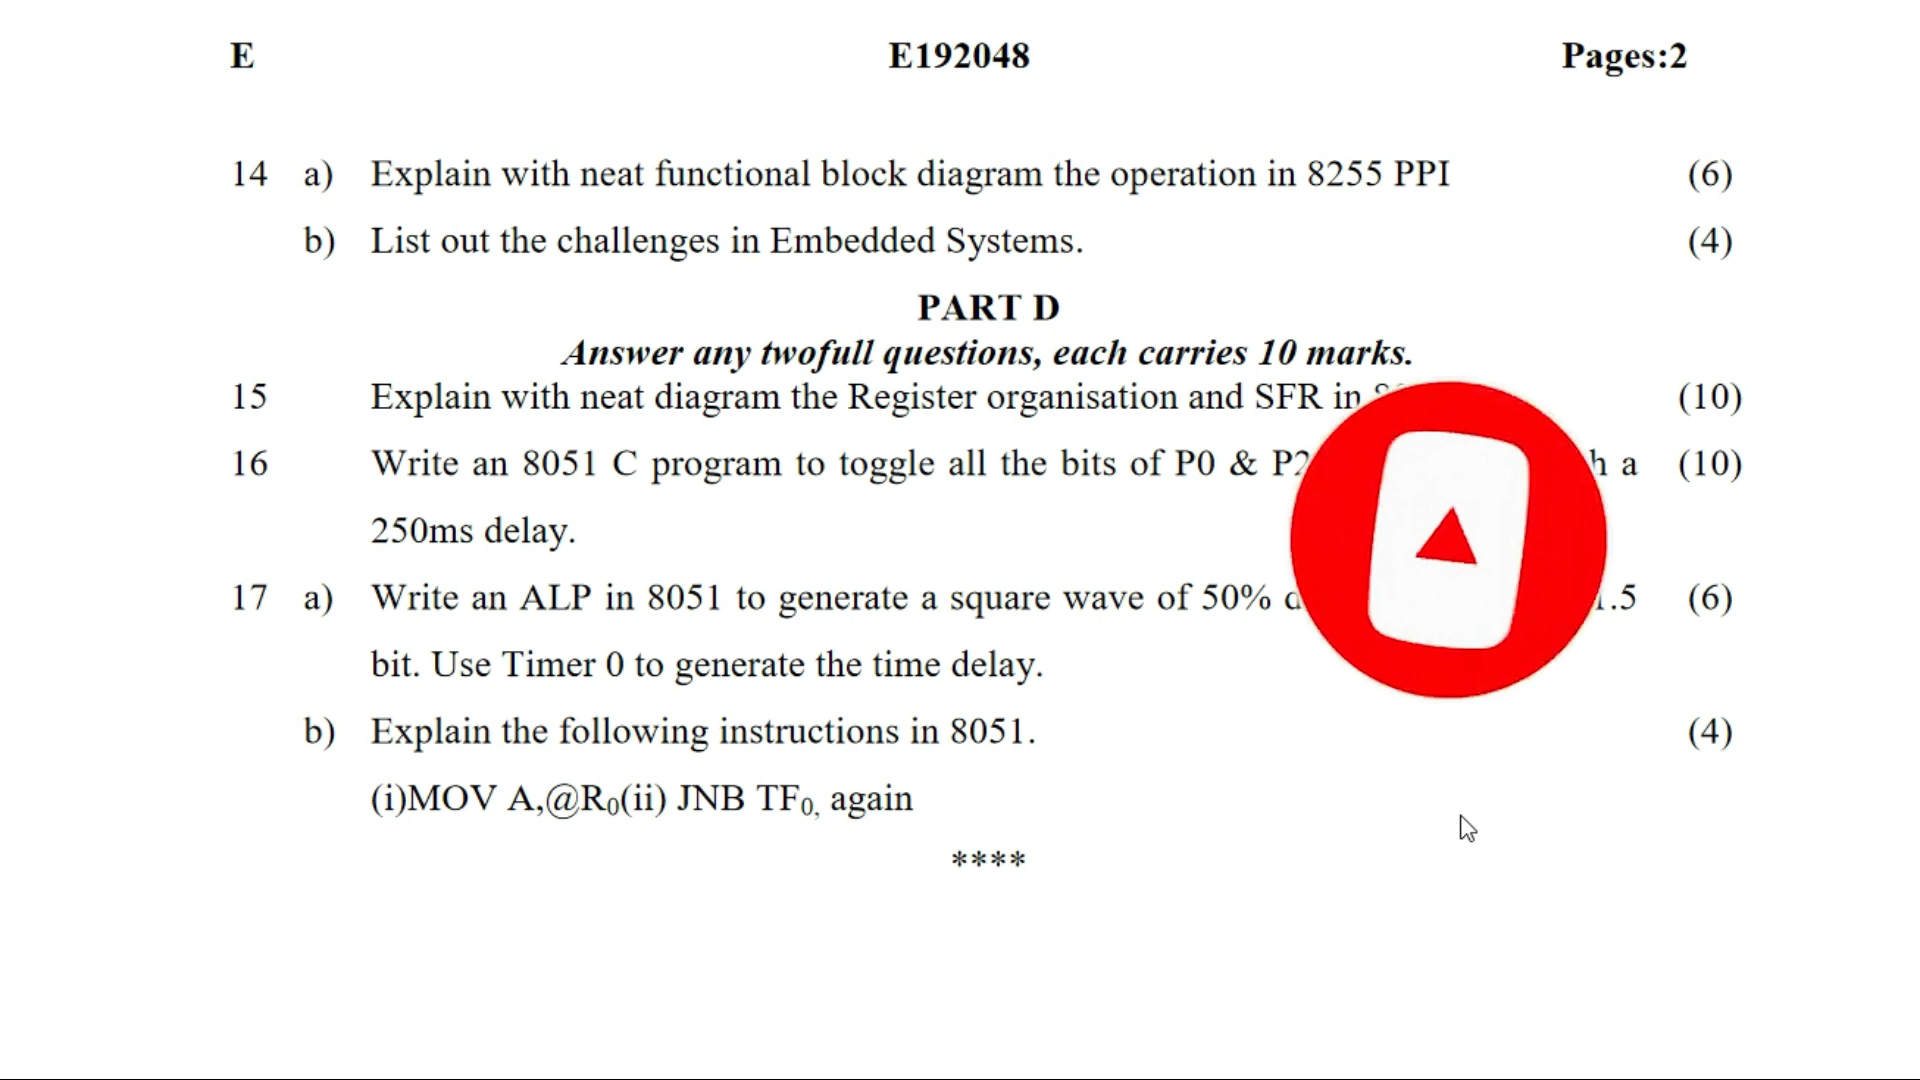 E E192048 Pages:2
14 a) Explain with neat functional block diagram the operation in 8255 PPI (6)
b) List out the challenges in Embedded Systems. (4)
PART D
Answer any twofull questions, each carries 10 marks.
15 Explain with neat diagram the Register organisation and SFR in (10)
16 Write an 8051 C program to toggle all the bits of P0 & P2 a (10)
250ms delay.
17 a) Write an ALP in 8051 to generate a square wave of 50% .5 (6)
bit. Use Timer 0 to generate the time delay.
b) Explain the following instructions in 8051. (4)
(i)MOV A,@R0(ii) JNB TF0, again
****